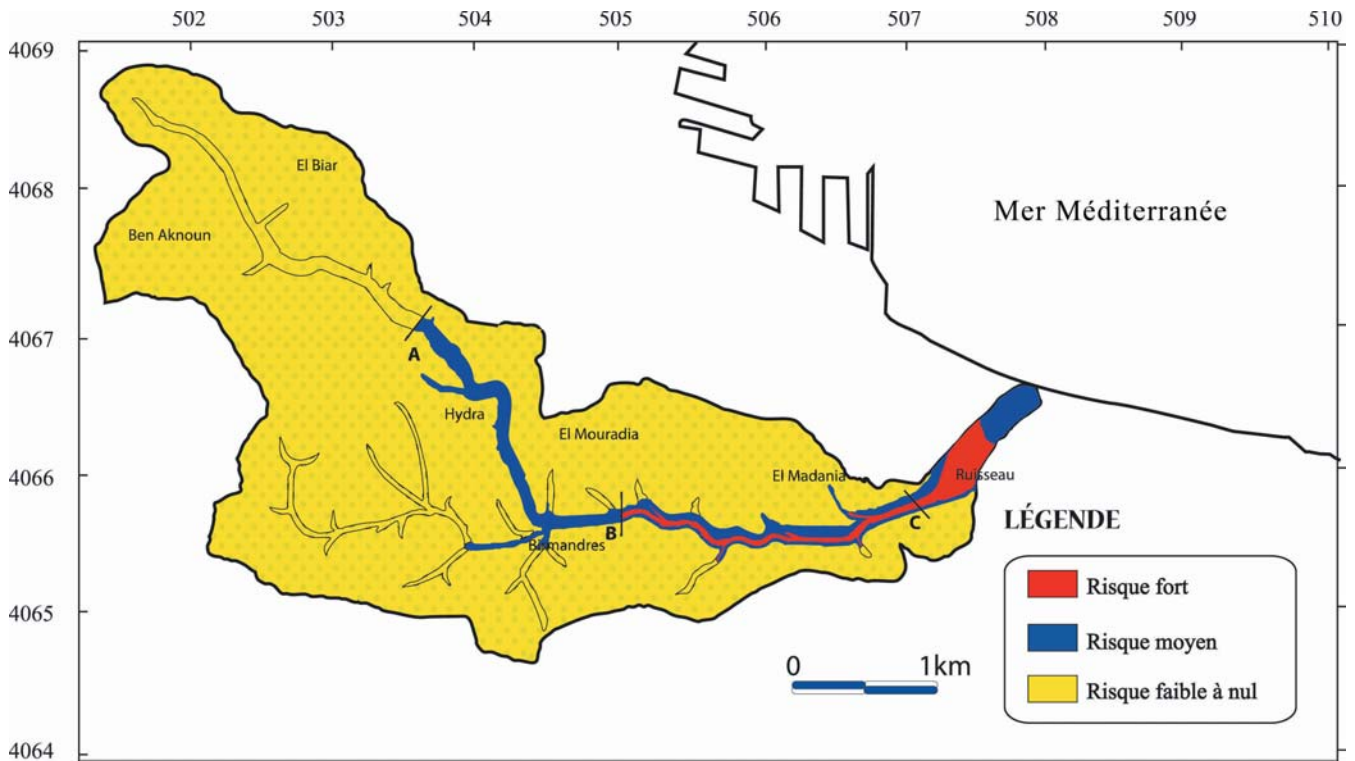 502 503 504 505 506 507 508 509 510
4069
4068
4067
4066
4065
4064
El Biar
Ben Aknoun
Mer Méditerranée
A
Hydra
El Mouradia
El Madania
Ruisseau
B
C
Birmandres
LÉGENDE
Risque fort
Risque moyen
Risque faible à nul
0 1km